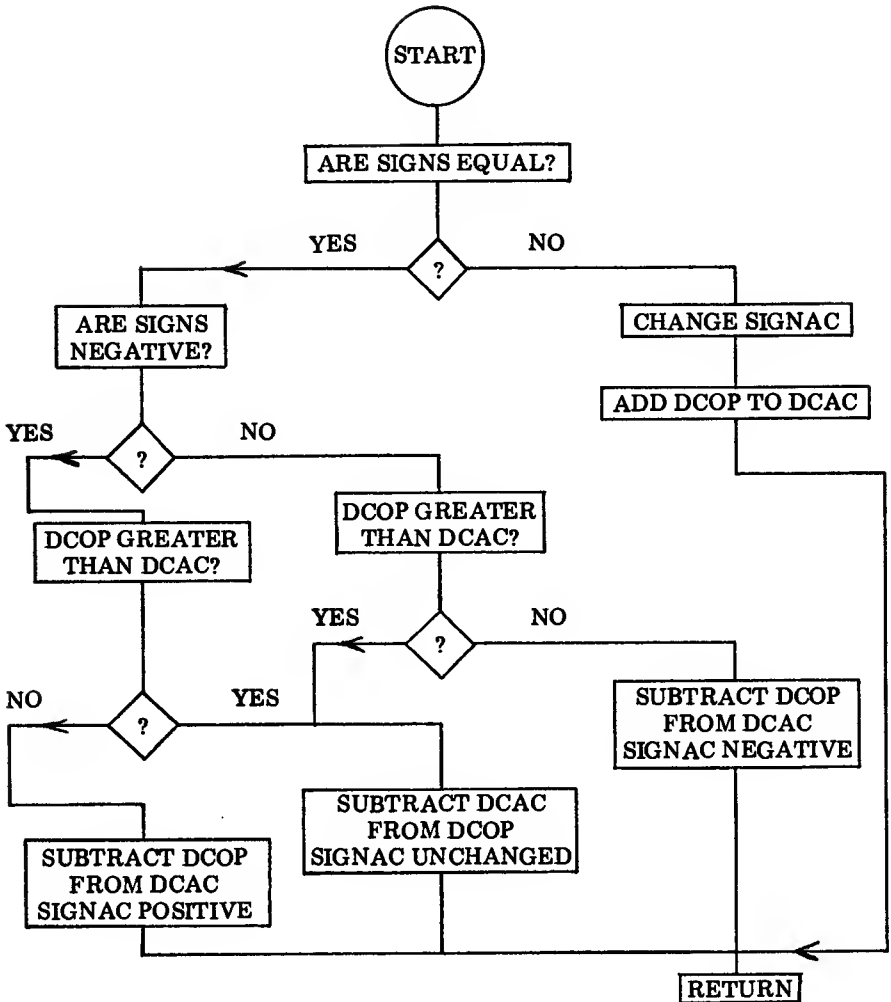 START
ARE SIGNS EQUAL?
YES
NO
?
ARE SIGNS
NEGATIVE?
CHANGE SIGNAC
ADD DCOP TO DCAC
YES
NO
?
DCOP GREATER
THAN DCAC?
DCOP GREATER
THAN DCAC?
YES
NO
?
NO
YES
?
SUBTRACT DCOP
FROM DCAC
SIGNAC NEGATIVE
SUBTRACT DCAC
FROM DCOP
SIGNAC UNCHANGED
SUBTRACT DCOP
FROM DCAC
SIGNAC POSITIVE
RETURN